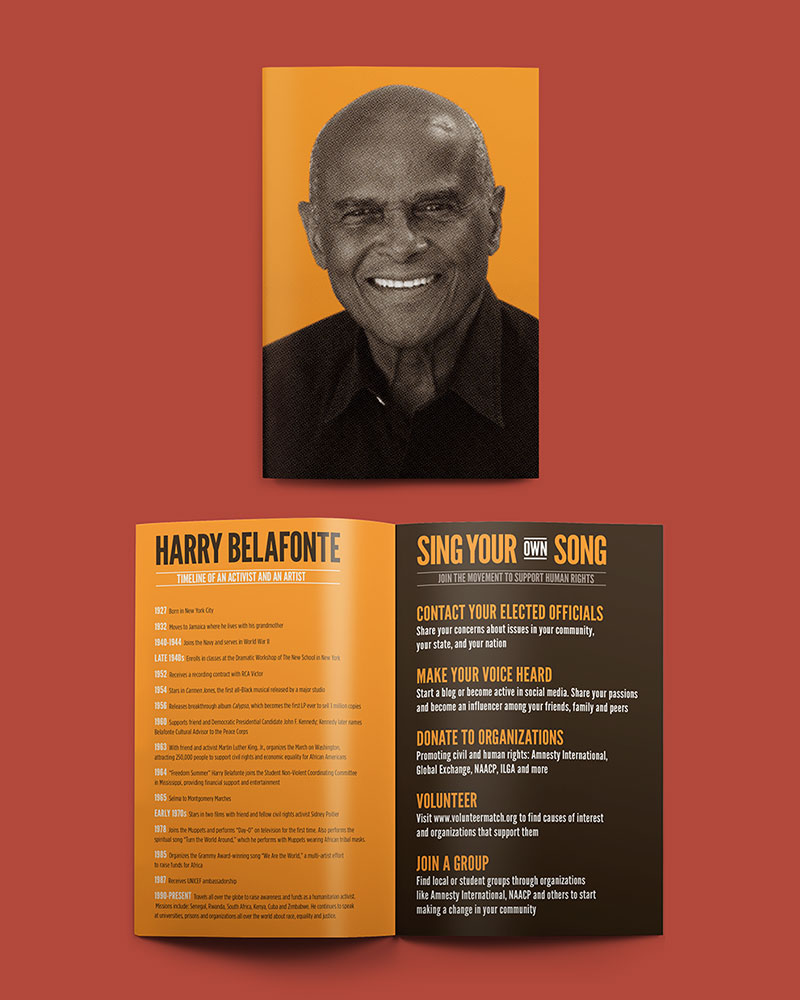 HARRY BELAFONTE
TIMELINE OF AN ACTIVIST AND AN ARTIST
1927 Born in New York City
1932 Moves to Jamaica where he lives with his grandmother
1940-1944 Joins the Navy and serves in World War II
LATE 1940s Enrolls in classes at the Dramatic Workshop of The New School in New York
1952 Receives a recording contract with RCA Victor
1954 Stars in Carmen Jones, the first all-Black musical released by a major studio
1956 Releases breakthrough album Calypso, which becomes the first LP ever to sell 1 million copies
1960 Supports friend and Democratic Presidential Candidate John F. Kennedy; Kennedy later names
Belafonte Cultural Advisor to the Peace Corps
1963 With friend and activist Martin Luther King, Jr., organizes the March on Washington,
attracting 250,000 people to support civil rights and economic equality for African Americans
1964 "Freedom Summer" Harry Belafonte joins the Student Non-Violent Coordinating Committee
in Mississippi, providing financial support and entertainment
1965 Selma to Montgomery Marches
EARLY 1970s Stars in two films with friend and fellow civil rights activist Sidney Poitier
1978 Joins the Muppets and performs "Day-O" on television for the first time. Also performs the
spiritual song "Turn the World Around," which he performs with Muppets wearing African tribal masks.
1985 Organizes the Grammy Award-winning song "We Are the World," a multi-artist effort
to raise funds for Africa
1987 Receives UNICEF ambassadorship
1990-PRESENT Travels all over the globe to raise awareness and funds as a humanitarian activist.
Missions include: Senegal, Rwanda, South Africa, Kenya, Cuba and Zimbabwe. He continues to speak
at universities, prisons and organizations all over the world about race, equality and justice.
SING YOUR OWN SONG
JOIN THE MOVEMENT TO SUPPORT HUMAN RIGHTS
CONTACT YOUR ELECTED OFFICIALS
Share your concerns about issues in your community,
your state, and your nation
MAKE YOUR VOICE HEARD
Start a blog or become active in social media. Share your passions
and become an influencer among your friends, family and peers
DONATE TO ORGANIZATIONS
Promoting civil and human rights: Amnesty International,
Global Exchange, NAACP, ILGA and more
VOLUNTEER
Visit www.volunteermatch.org to find causes of interest
and organizations that support them
JOIN A GROUP
Find local or student groups through organizations
like Amnesty International, NAACP and others to start
making a change in your community